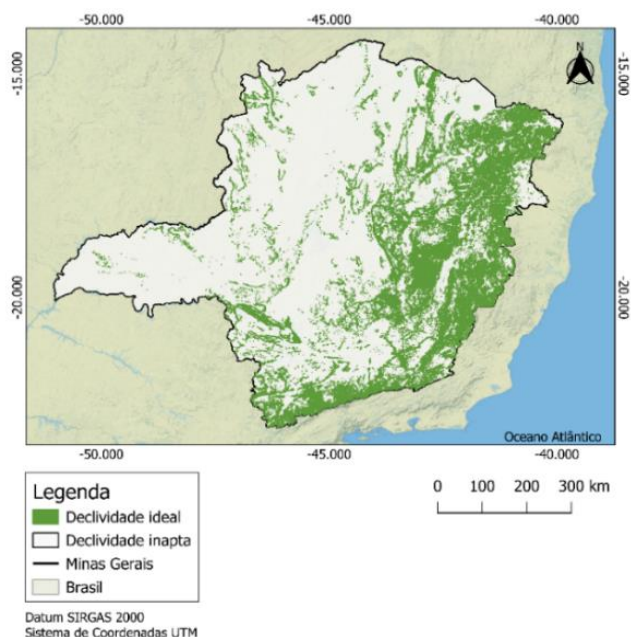 -50.000 -45.000 -40.000
N
-15.000 -15.000
-20.000 -20.000
Oceano Atlântico
-50.000 -45.000 -40.000
Legenda
Declividade ideal
Declividade inapta
Minas Gerais
Brasil
0 100 200 300 km
Datum SIRGAS 2000
Sistema de Coordenadas UTM